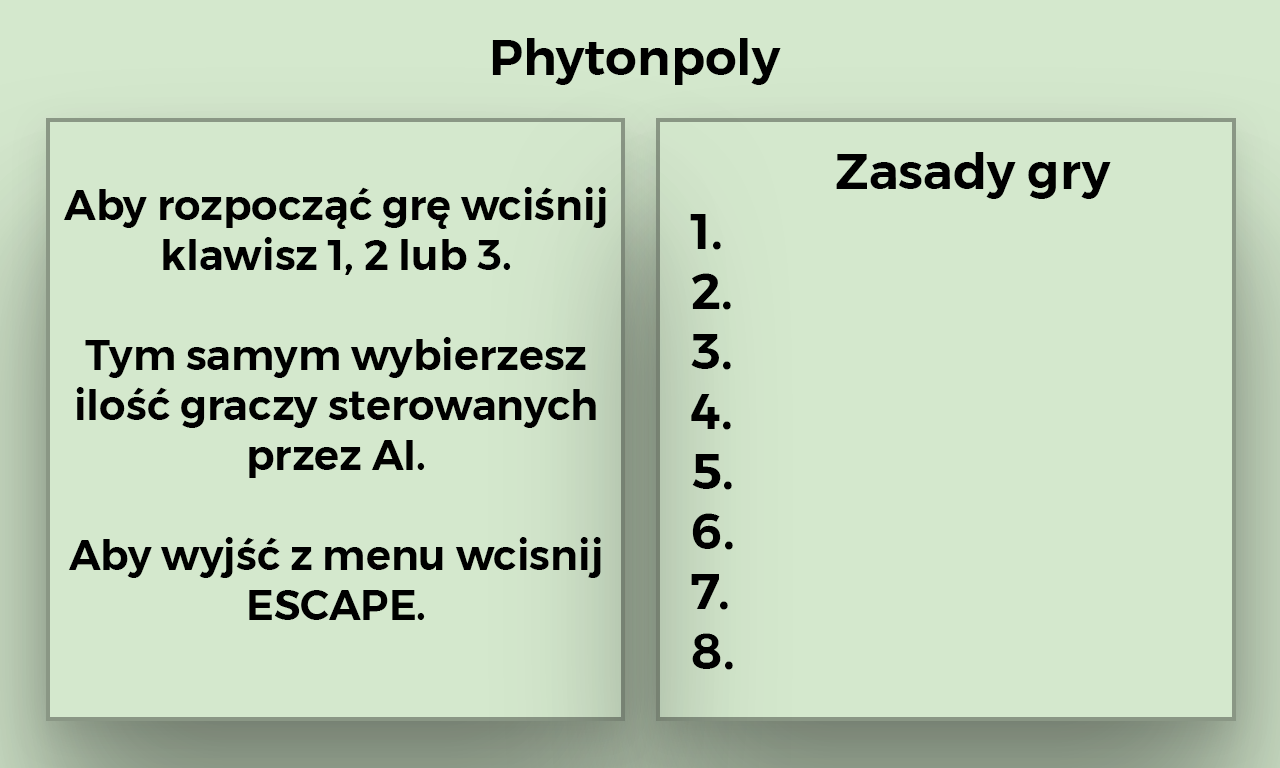 Phytonpoly
Aby rozpocząć grę wciśnij
klawisz 1, 2 lub 3.
Tym samym wybierzesz
ilość graczy sterowanych
przez AI.
Aby wyjść z menu wcisnij
ESCAPE.
Zasady gry
1.
2.
3.
4.
5.
6.
7.
8.